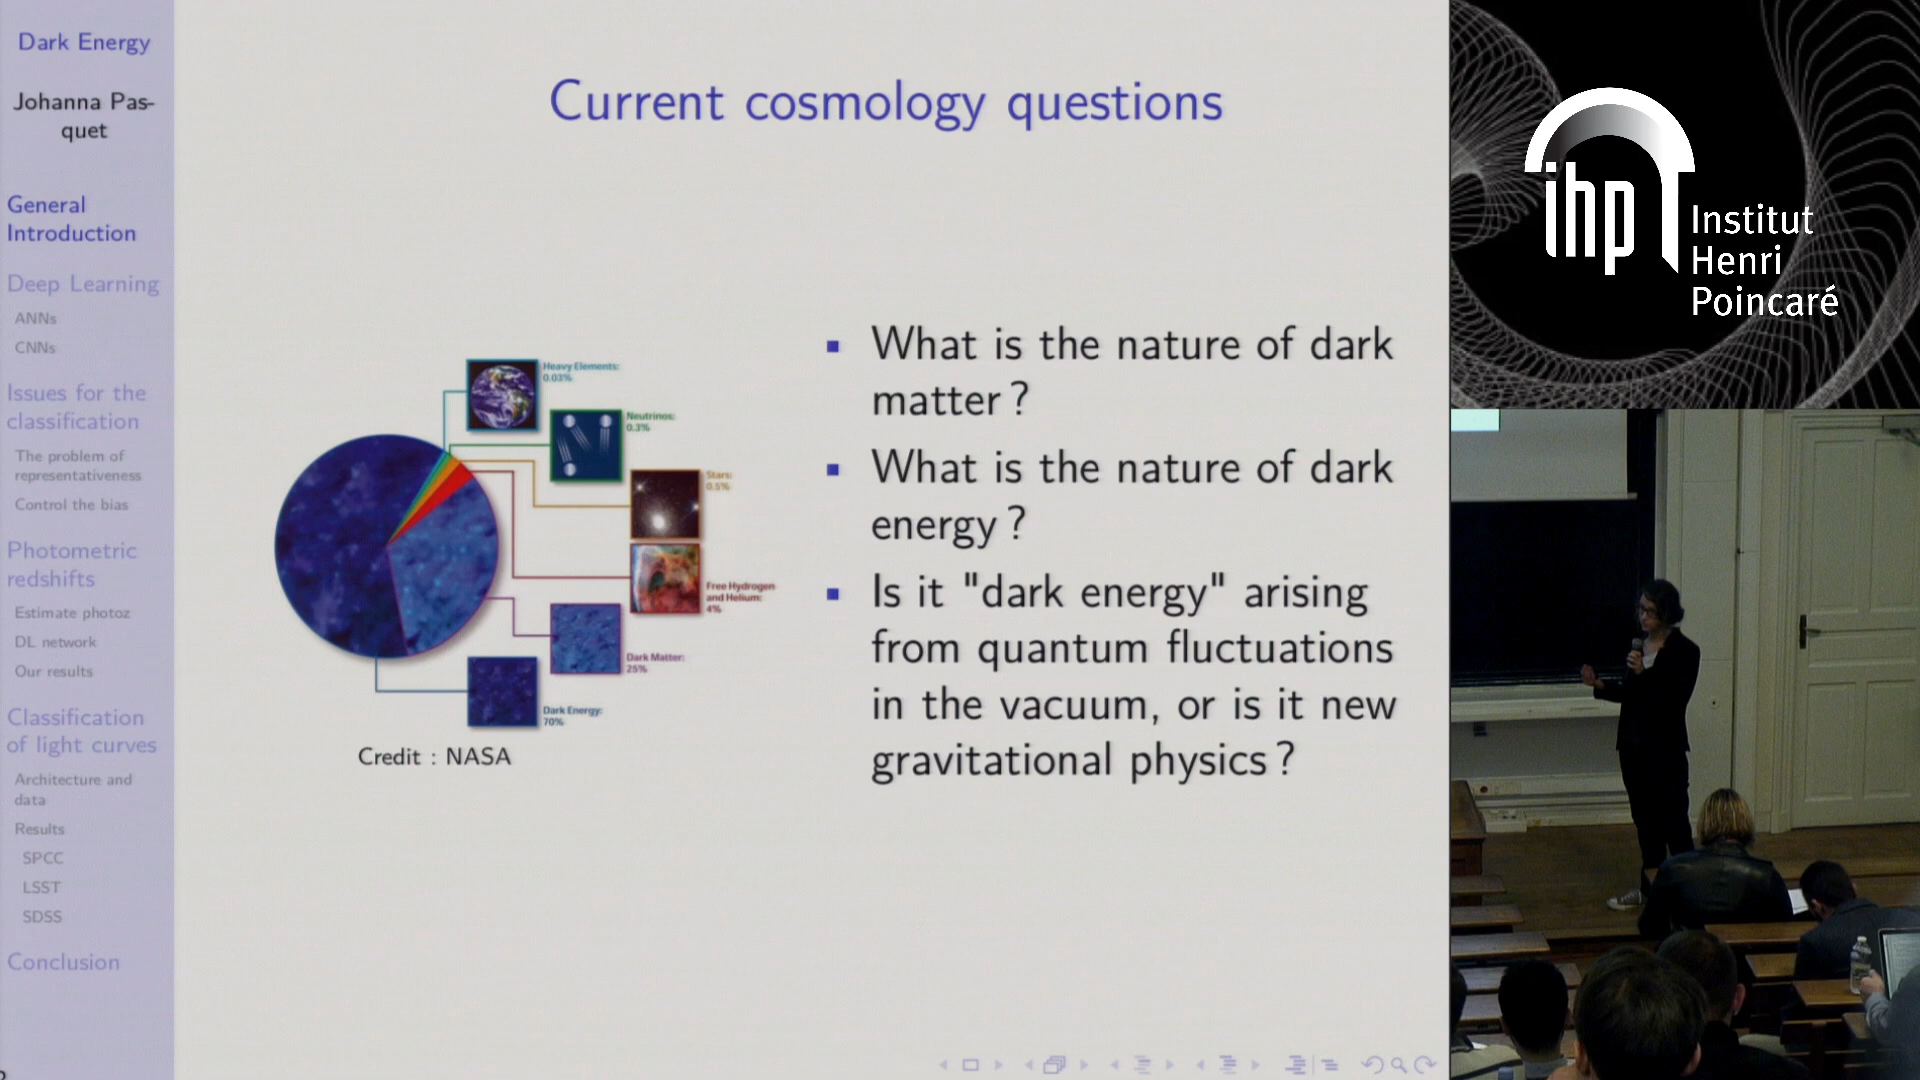 Dark Energy
Johanna Pas-
quet
General
Introduction
Deep Learning
ANNs
CNNs
Issues for the
classification
The problem of
representativeness
Control the bias
Photometric
redshifts
Estimate photoz
DL network
Our results
Classification
of light curves
Architecture and
data
Results
SPCC
LSST
SDSS
Conclusion
Current cosmology questions
Heavy Elements:
0.03%
Neutrinos:
0.3%
Stars:
0.5%
Free Hydrogen
and Helium:
4%
Dark Matter:
25%
Dark Energy:
70%
Credit : NASA
What is the nature of dark
matter ?
What is the nature of dark
energy ?
Is it "dark energy" arising
from quantum fluctuations
in the vacuum, or is it new
gravitational physics ?
ihp
Institut
Henri
Poincaré